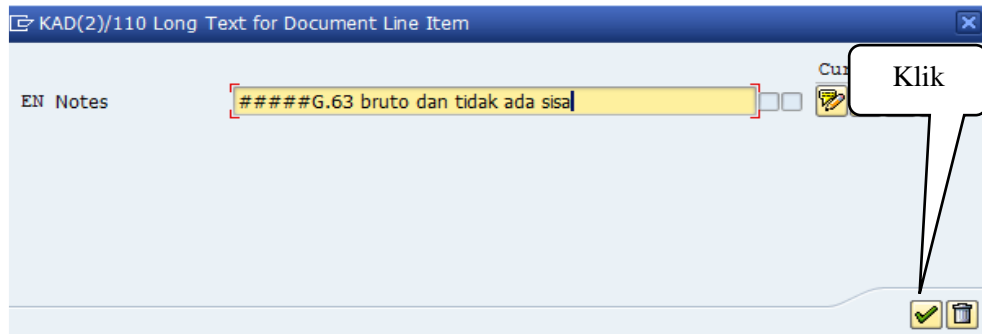 KAD(2)/110 Long Text for Document Line Item
Klik
EN Notes #####G.63 bruto dan tidak ada sisa